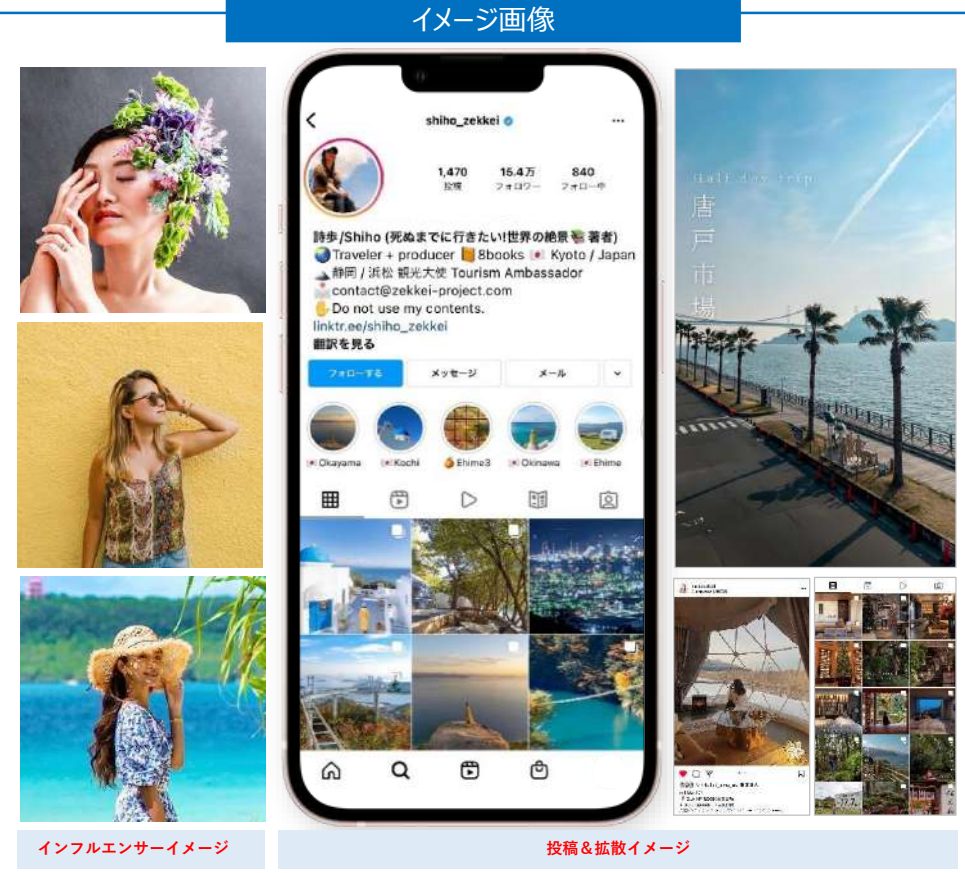 イメージ画像
shiho_zekkei
1,470
15.4万
840
投稿
フォロワー
フォロー中
詩歩/Shiho (死ぬまでに行きたい!世界の絶景 著者)
Traveler + producer 8books Kyoto / Japan
静岡 / 浜松 観光大使 Tourism Ambassador
contact@zekkei-project.com
Do not use my contents.
linktr.ee/shiho_zekkei
翻訳を見る
フォローする
メッセージ
メール
Okayama
Kochi
Ehime3
Okinawa
Ehime
Half day trip
唐戸市場
インフルエンサーイメージ
投稿&拡散イメージ